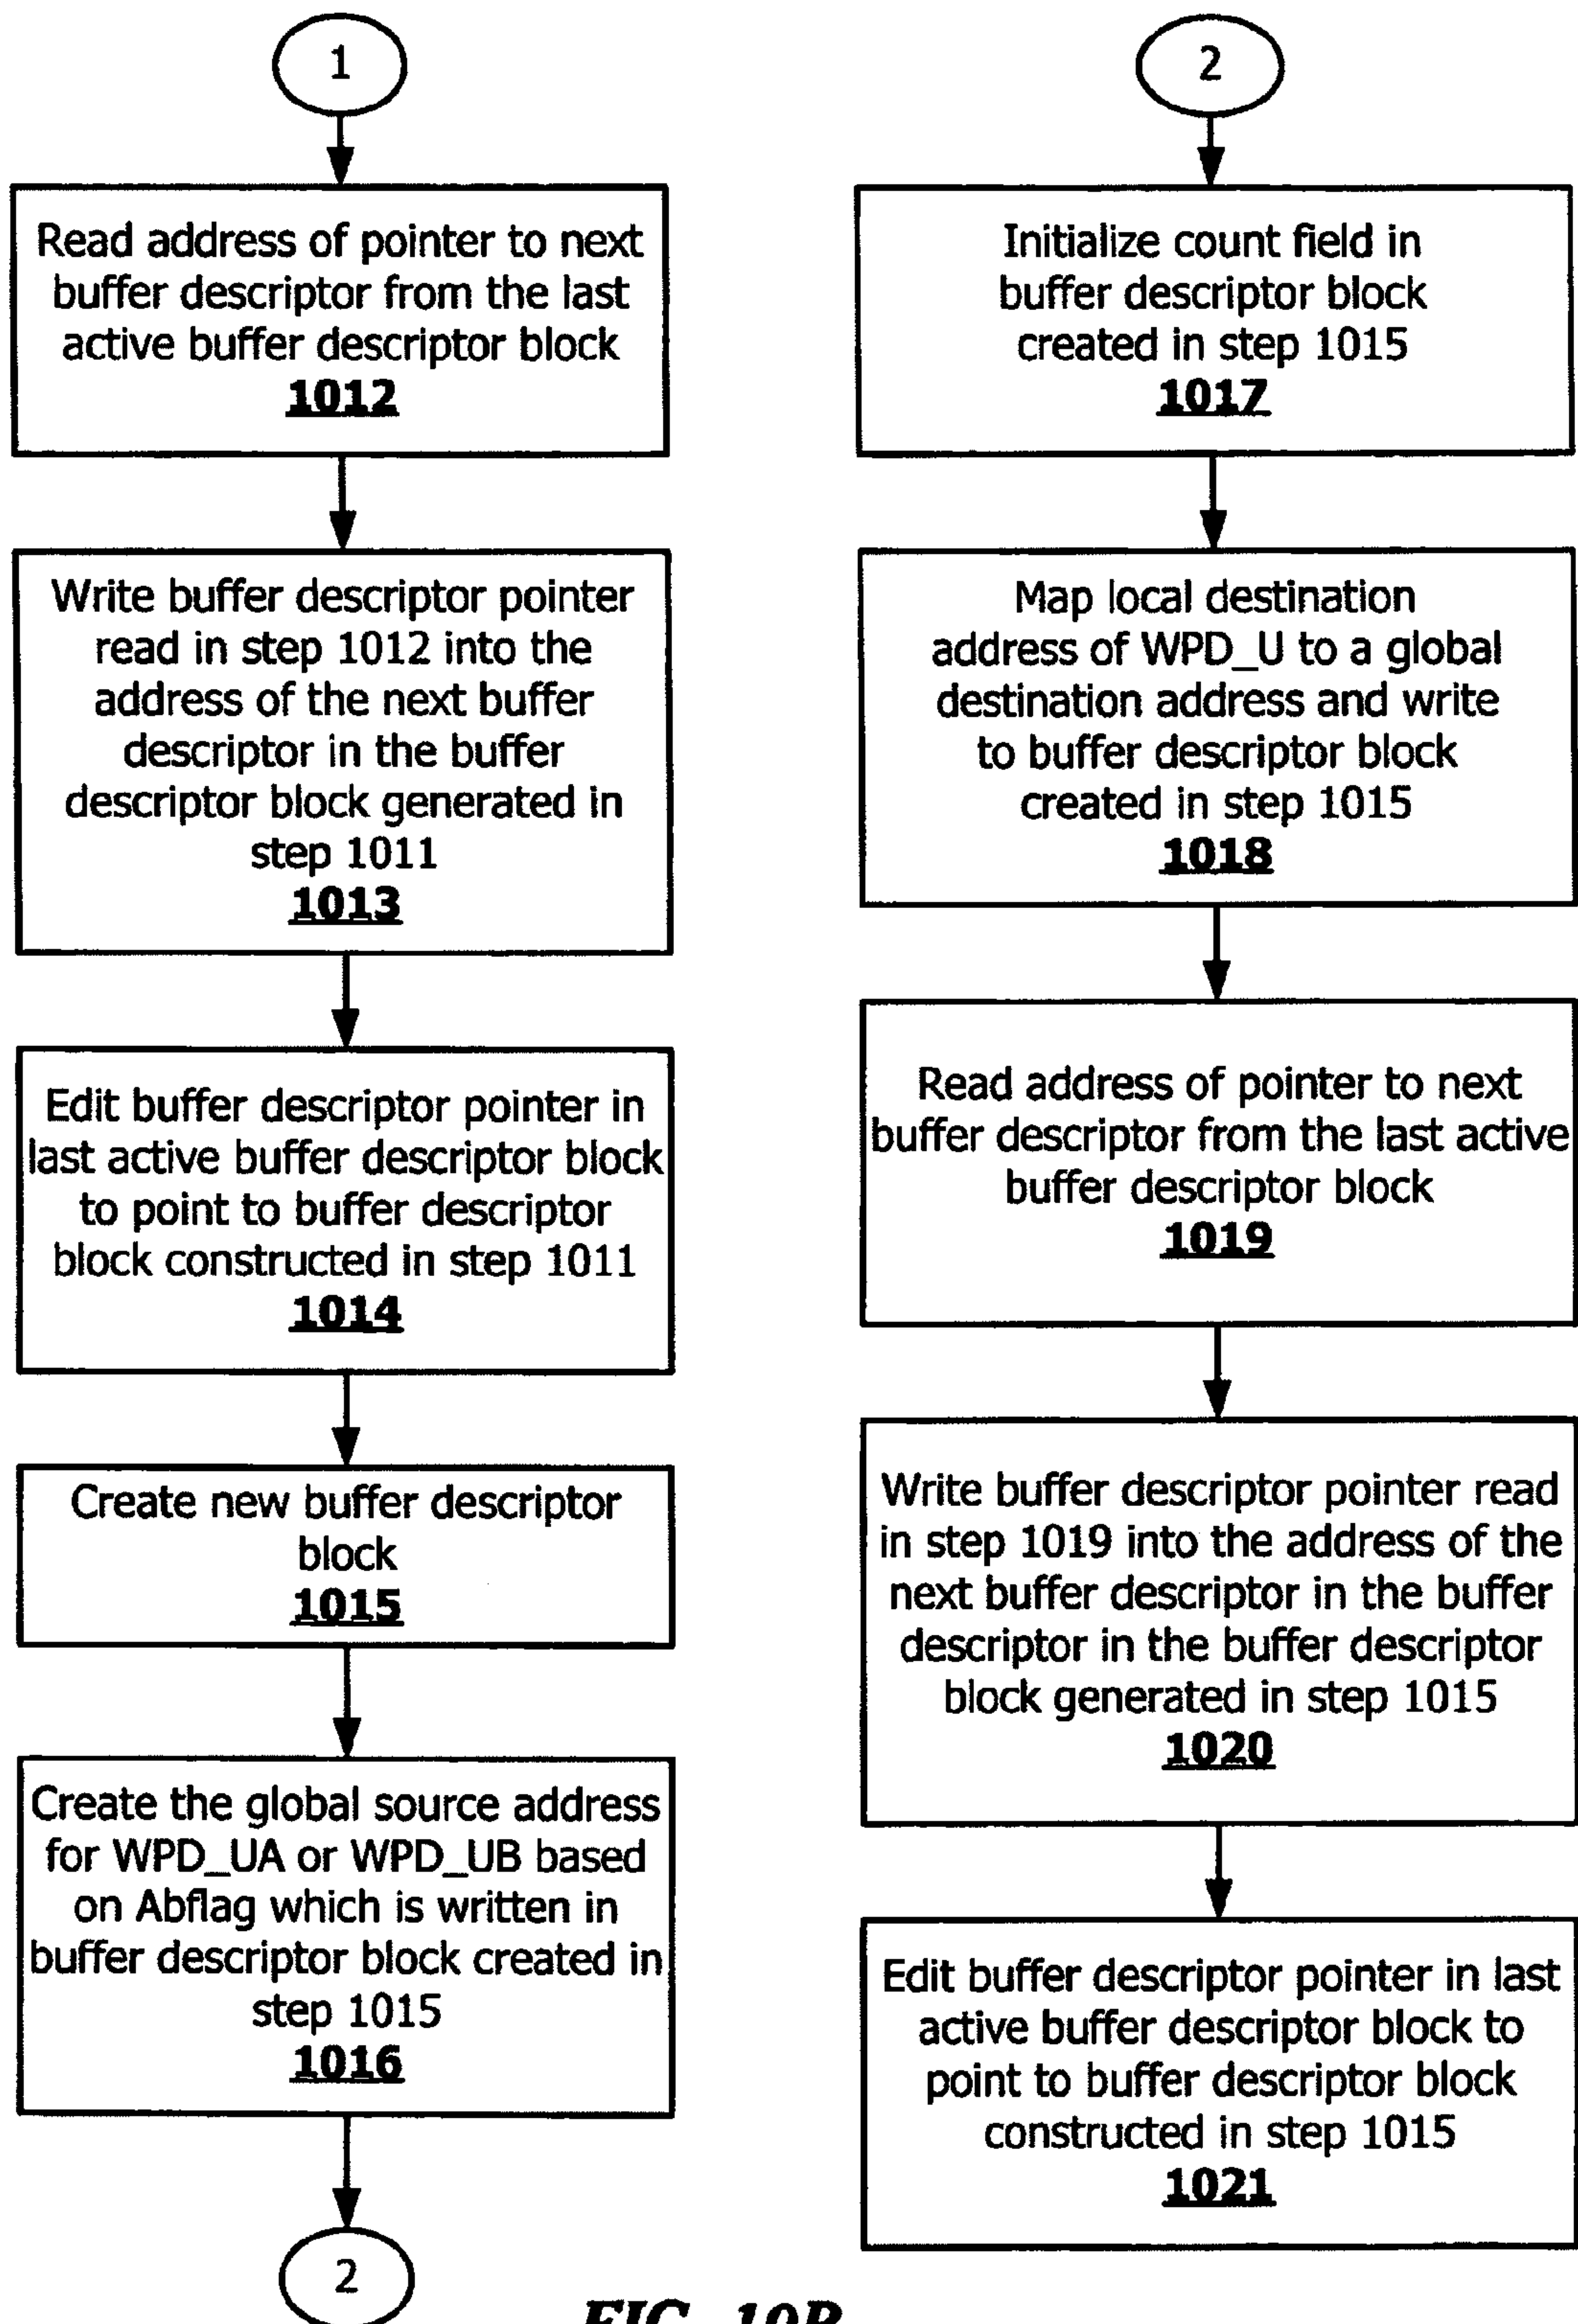 1
Read address of pointer to next
buffer descriptor from the last
active buffer descriptor block
1012
Write buffer descriptor pointer
read in step 1012 into the
address of the next buffer
descriptor in the buffer
descriptor block generated in
step 1011
1013
Edit buffer descriptor pointer in
last active buffer descriptor block
to point to buffer descriptor
block constructed in step 1011
1014
Create new buffer descriptor
block
1015
Create the global source address
for WPD_UA or WPD_UB based
on Abflag which is written in
buffer descriptor block created in
step 1015
1016
2
2
Initialize count field in
buffer descriptor block
created in step 1015
1017
Map local destination
address of WPD_U to a global
destination address and write
to buffer descriptor block
created in step 1015
1018
Read address of pointer to next
buffer descriptor from the last active
buffer descriptor block
1019
Write buffer descriptor pointer read
in step 1019 into the address of the
next buffer descriptor in the buffer
descriptor in the buffer descriptor
block generated in step 1015
1020
Edit buffer descriptor pointer in last
active buffer descriptor block to
point to buffer descriptor block
constructed in step 1015
1021
FIG. 10B